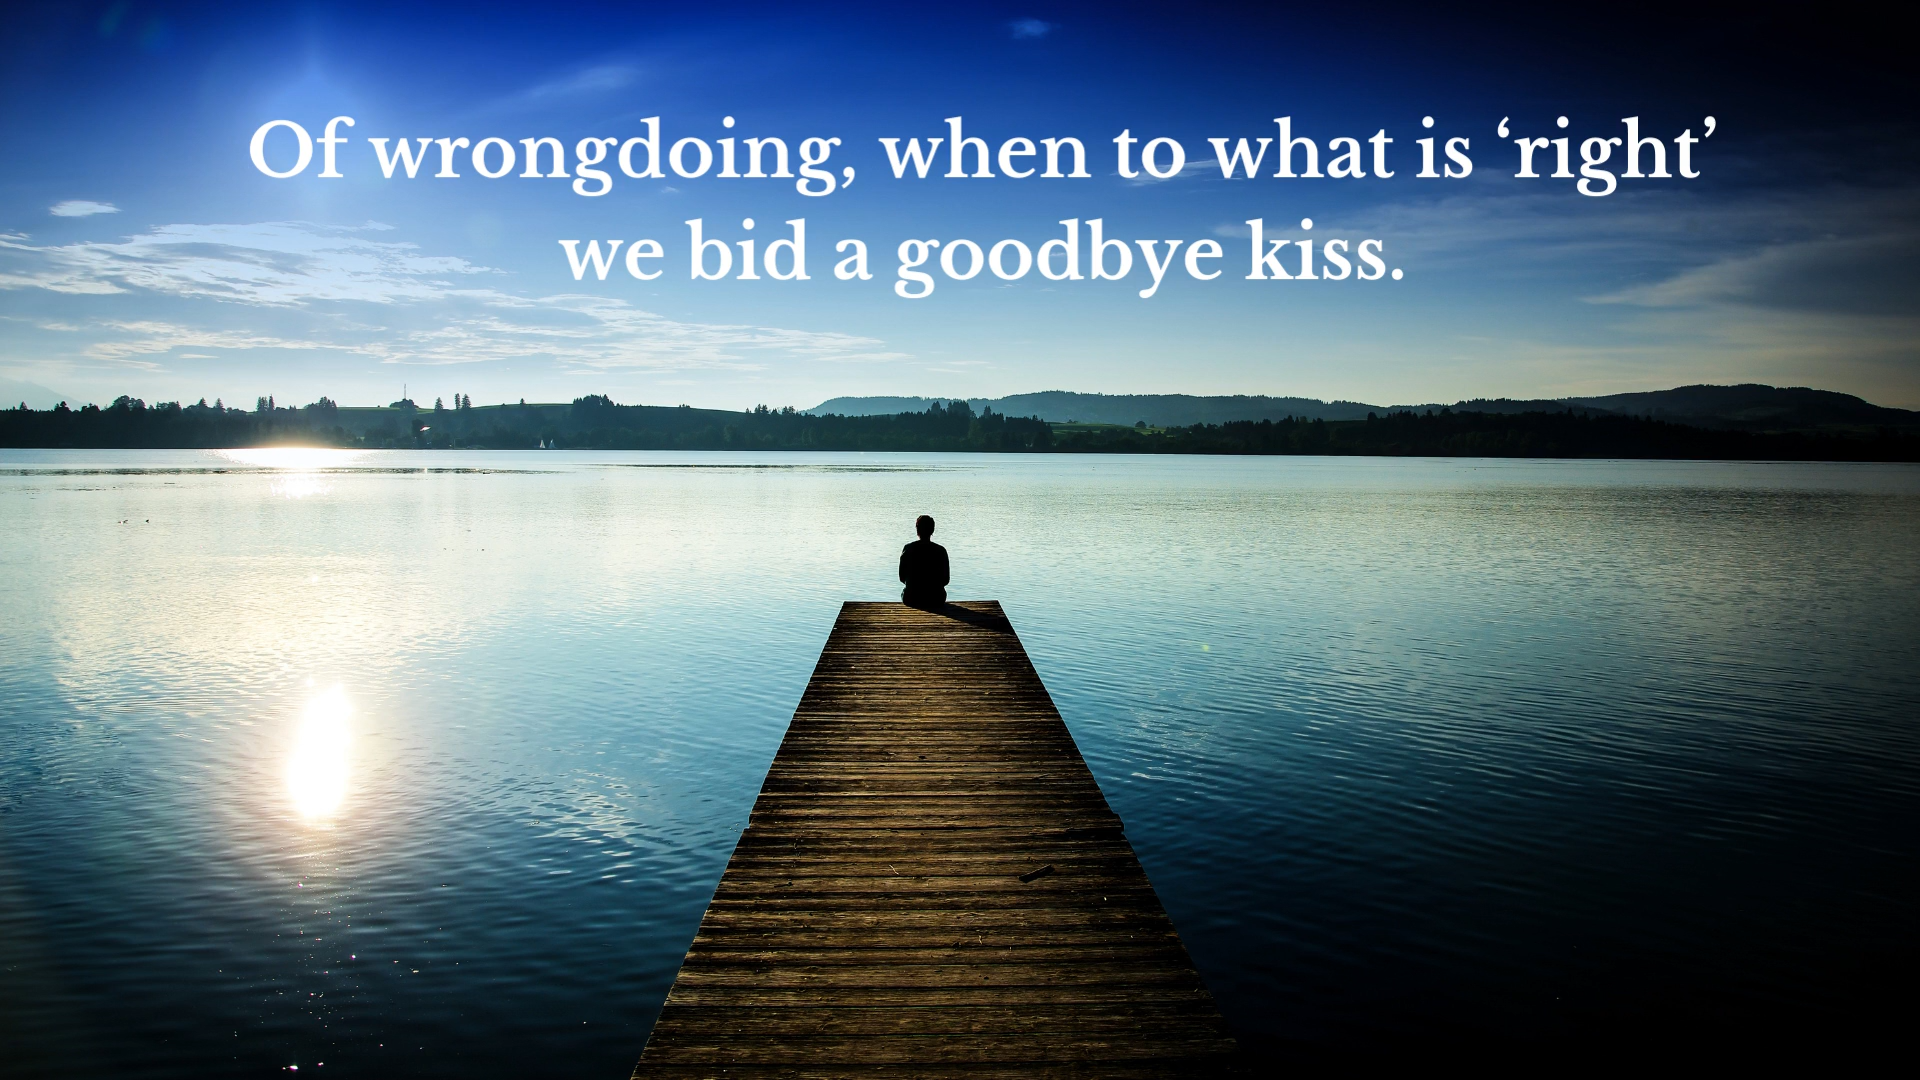 Of wrongdoing, when to what is ‘right’
we bid a goodbye kiss.